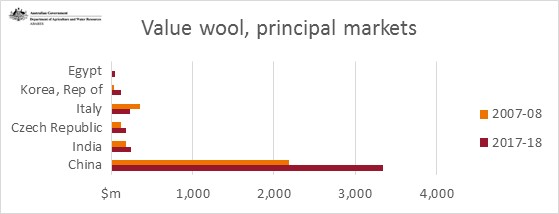 Australian Government
Department of Agriculture and Water Resources
ABARES
Value wool, principal markets
Egypt
Korea, Rep of
Italy
Czech Republic
India
China
$m 1,000 2,000 3,000 4,000
2007-08
2017-18